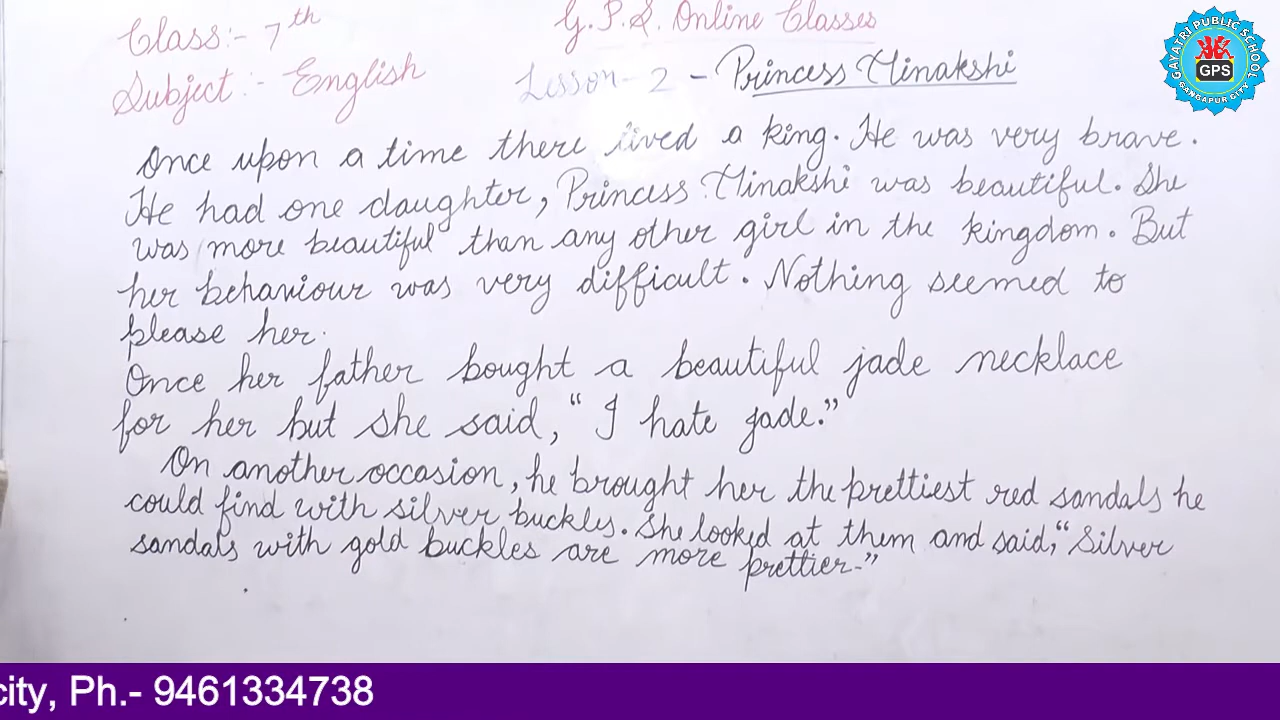 Class:- 7th
G.P.S. Online Classes
Subject:- English
Lesson-2 - Princess Minakshi
Once upon a time there lived a king. He was very brave.
He had one daughter, Princess Minakshi was beautiful. She
was more beautiful than any other girl in the kingdom. But
her behaviour was very difficult. Nothing seemed to
please her.
Once her father bought a beautiful jade necklace
for her but she said, “I hate jade.”
On another occasion, he brought her the prettiest red sandals he
could find with silver buckles. She looked at them and said, “Silver
sandals with gold buckles are more prettier.”
GAYATRI PUBLIC SCHOOL
GPS
GANGAPUR CITY
city, Ph.- 9461334738